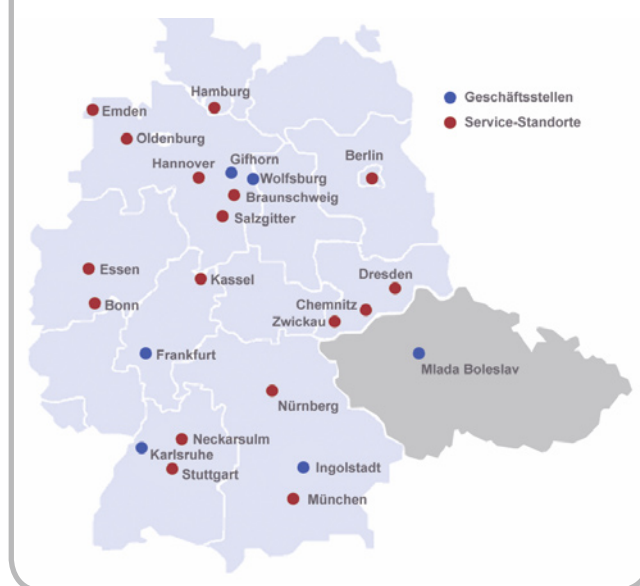 Hamburg
Emden
Geschäftsstellen
Service-Standorte
Oldenburg
Gifhorn
Hannover
Berlin
Wolfsburg
Braunschweig
Salzgitter
Essen
Kassel
Dresden
Bonn
Chemnitz
Zwickau
Frankfurt
Mlada Boleslav
Nürnberg
Neckarsulm
Karlsruhe
Stuttgart
Ingolstadt
München